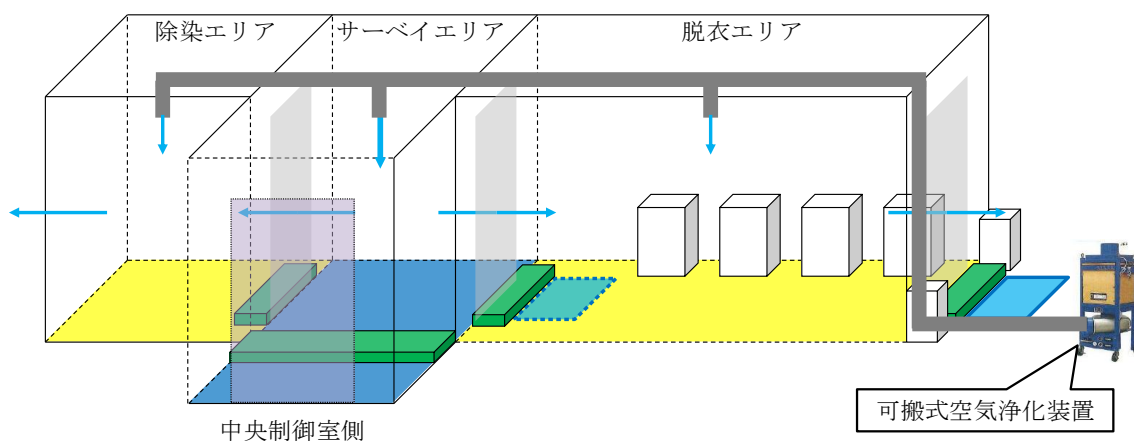 除染エリア
サーベイエリア
脱衣エリア
可搬式空気浄化装置
中央制御室側